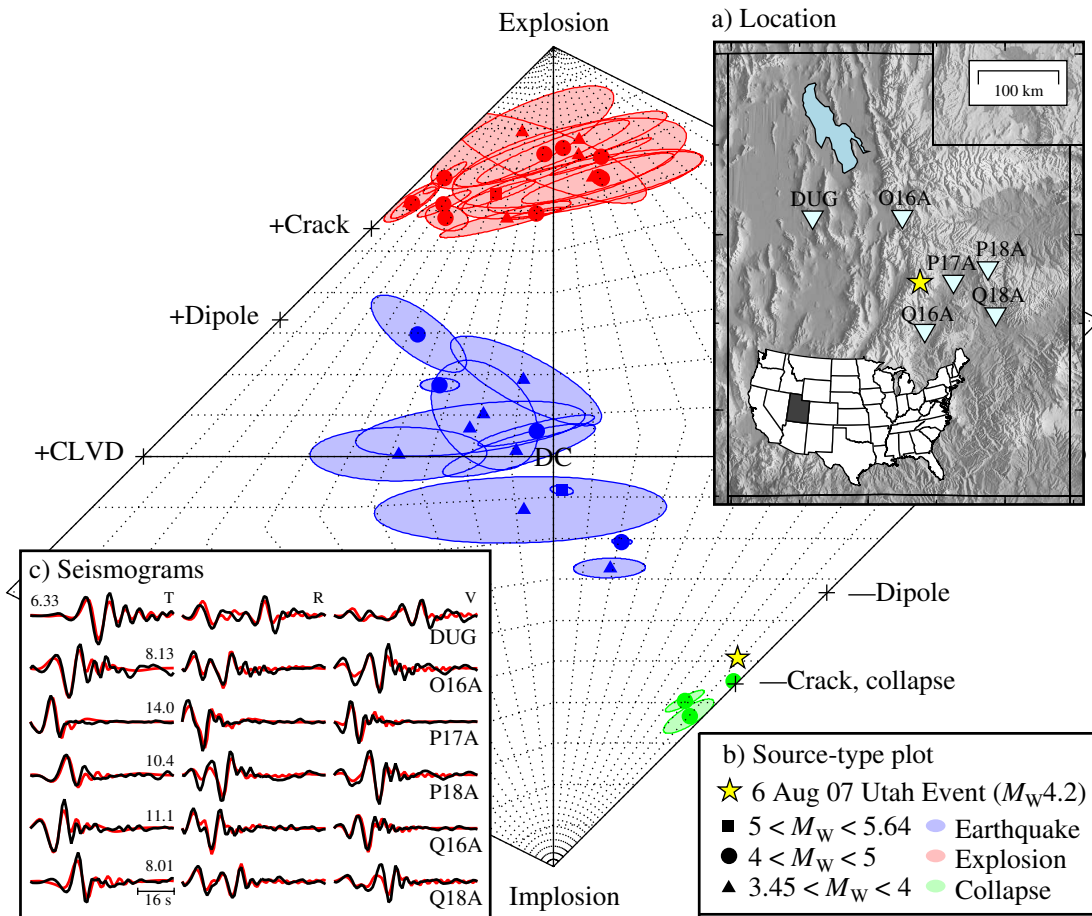 Explosion
+Crack
+Dipole
+CLVD
DC
—Dipole
—Crack, collapse
Implosion
a) Location
100 km
DUG
O16A
P18A
P17A
Q18A
Q16A
c) Seismograms
6.33
T
R
V
DUG
8.13
O16A
14.0
P17A
10.4
P18A
11.1
Q16A
8.01
16 s
Q18A
b) Source-type plot
6 Aug 07 Utah Event (MW4.2)
5 < MW < 5.64
Earthquake
4 < MW < 5
Explosion
3.45 < MW < 4
Collapse